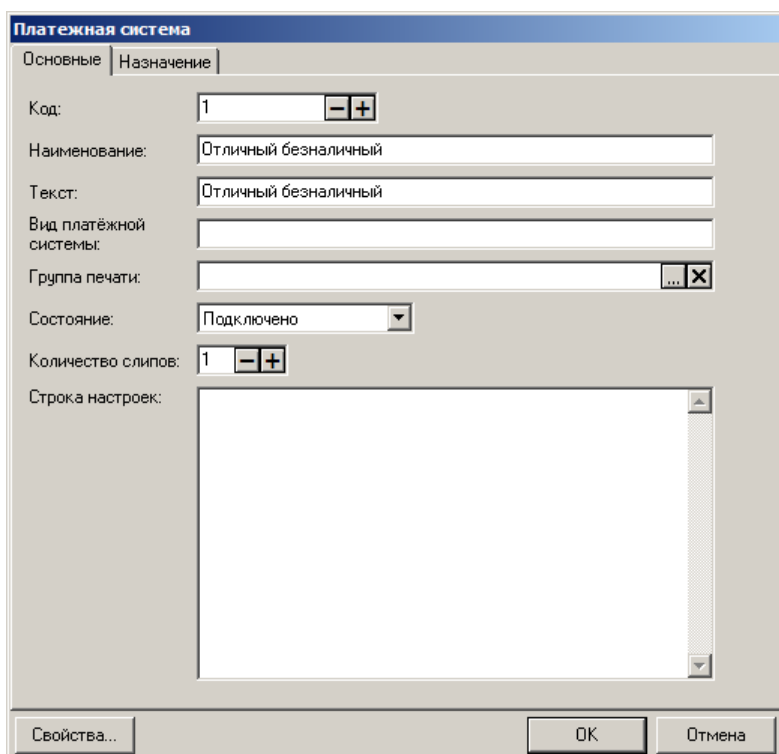 Платежная система
Основные Назначение
Код: 1
Наименование: Отличный безналичный
Текст: Отличный безналичный
Вид платёжной
системы:
Группа печати: ...
Состояние: Подключено
Количество слипов: 1
Строка настроек:
Свойства... OK Отмена